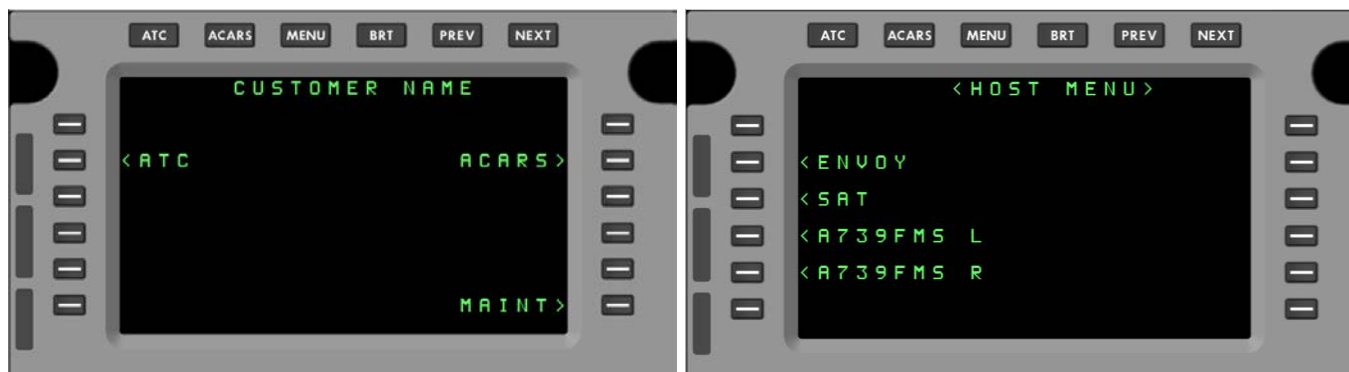 ATC ACARS MENU BRT PREV NEXT
CUSTOMER NAME
<ATC ACARS>
MAINT>
ATC ACARS MENU BRT PREV NEXT
<HOST MENU>
<ENVOY
<SAT
<A739FMS L
<A739FMS R